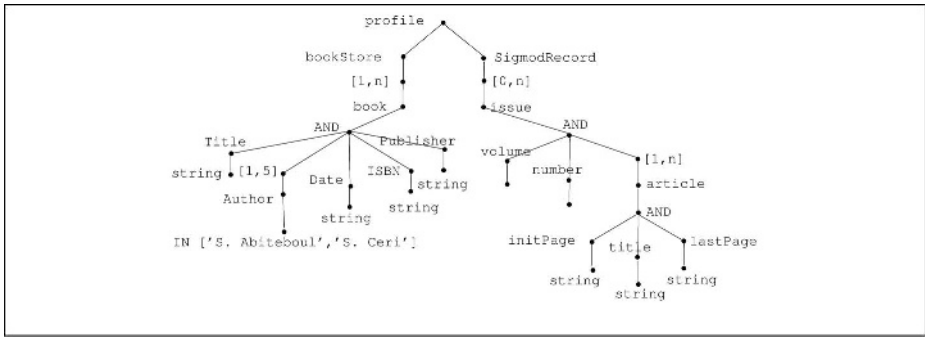 profile
bookStore SigmodRecord
[1,n] [0,n]
book issue
AND AND
Title Publisher
volume
string [1,5] Date ISBN string number [1,n]
Author string string article
AND
IN ['S. Abiteboul','S. Ceri'] initPage title lastPage
string string
string